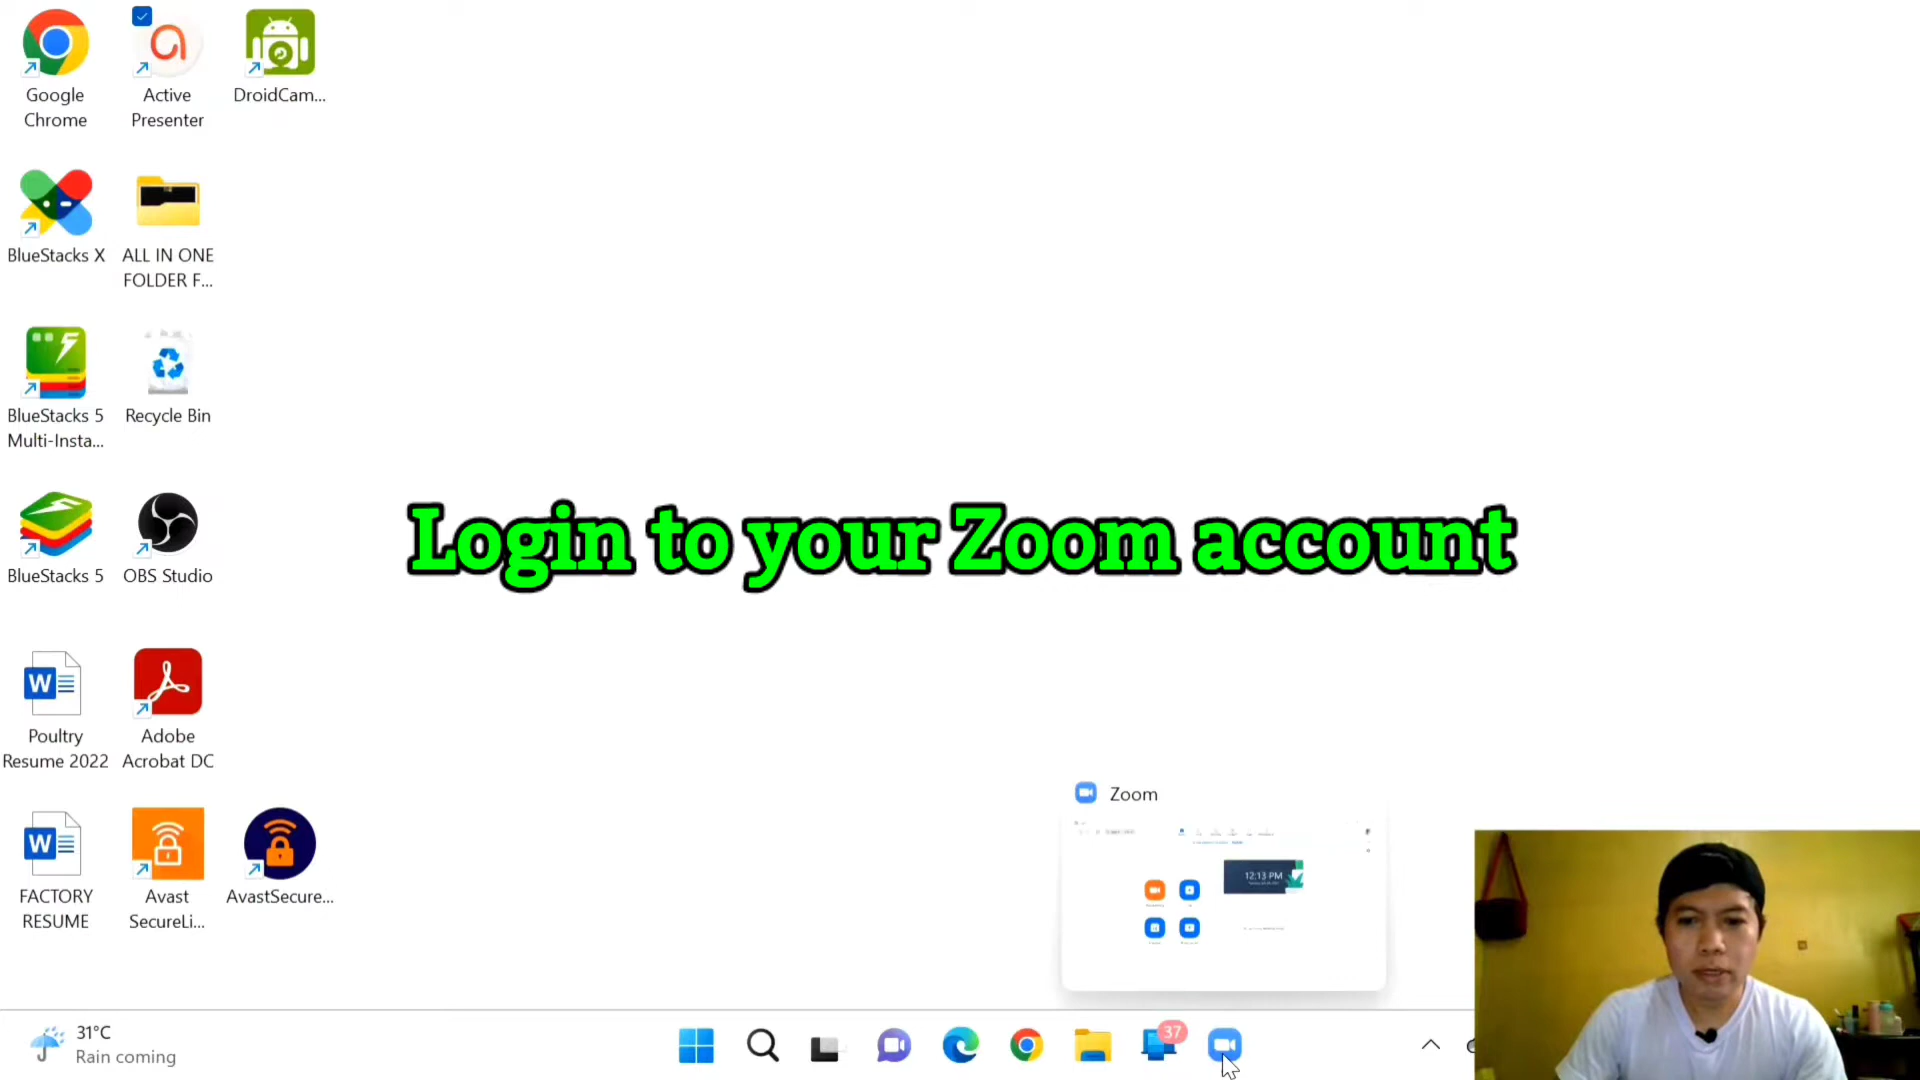 Google
Chrome
Active
Presenter
DroidCam...
BlueStacks X
ALL IN ONE
FOLDER F...
BlueStacks 5
Multi-Insta...
Recycle Bin
BlueStacks 5
OBS Studio
Login to your Zoom account
Poultry
Resume 2022
Adobe
Acrobat DC
FACTORY
RESUME
Avast
SecureLi...
AvastSecure...
Zoom
12:13 PM
31°C
Rain coming
37